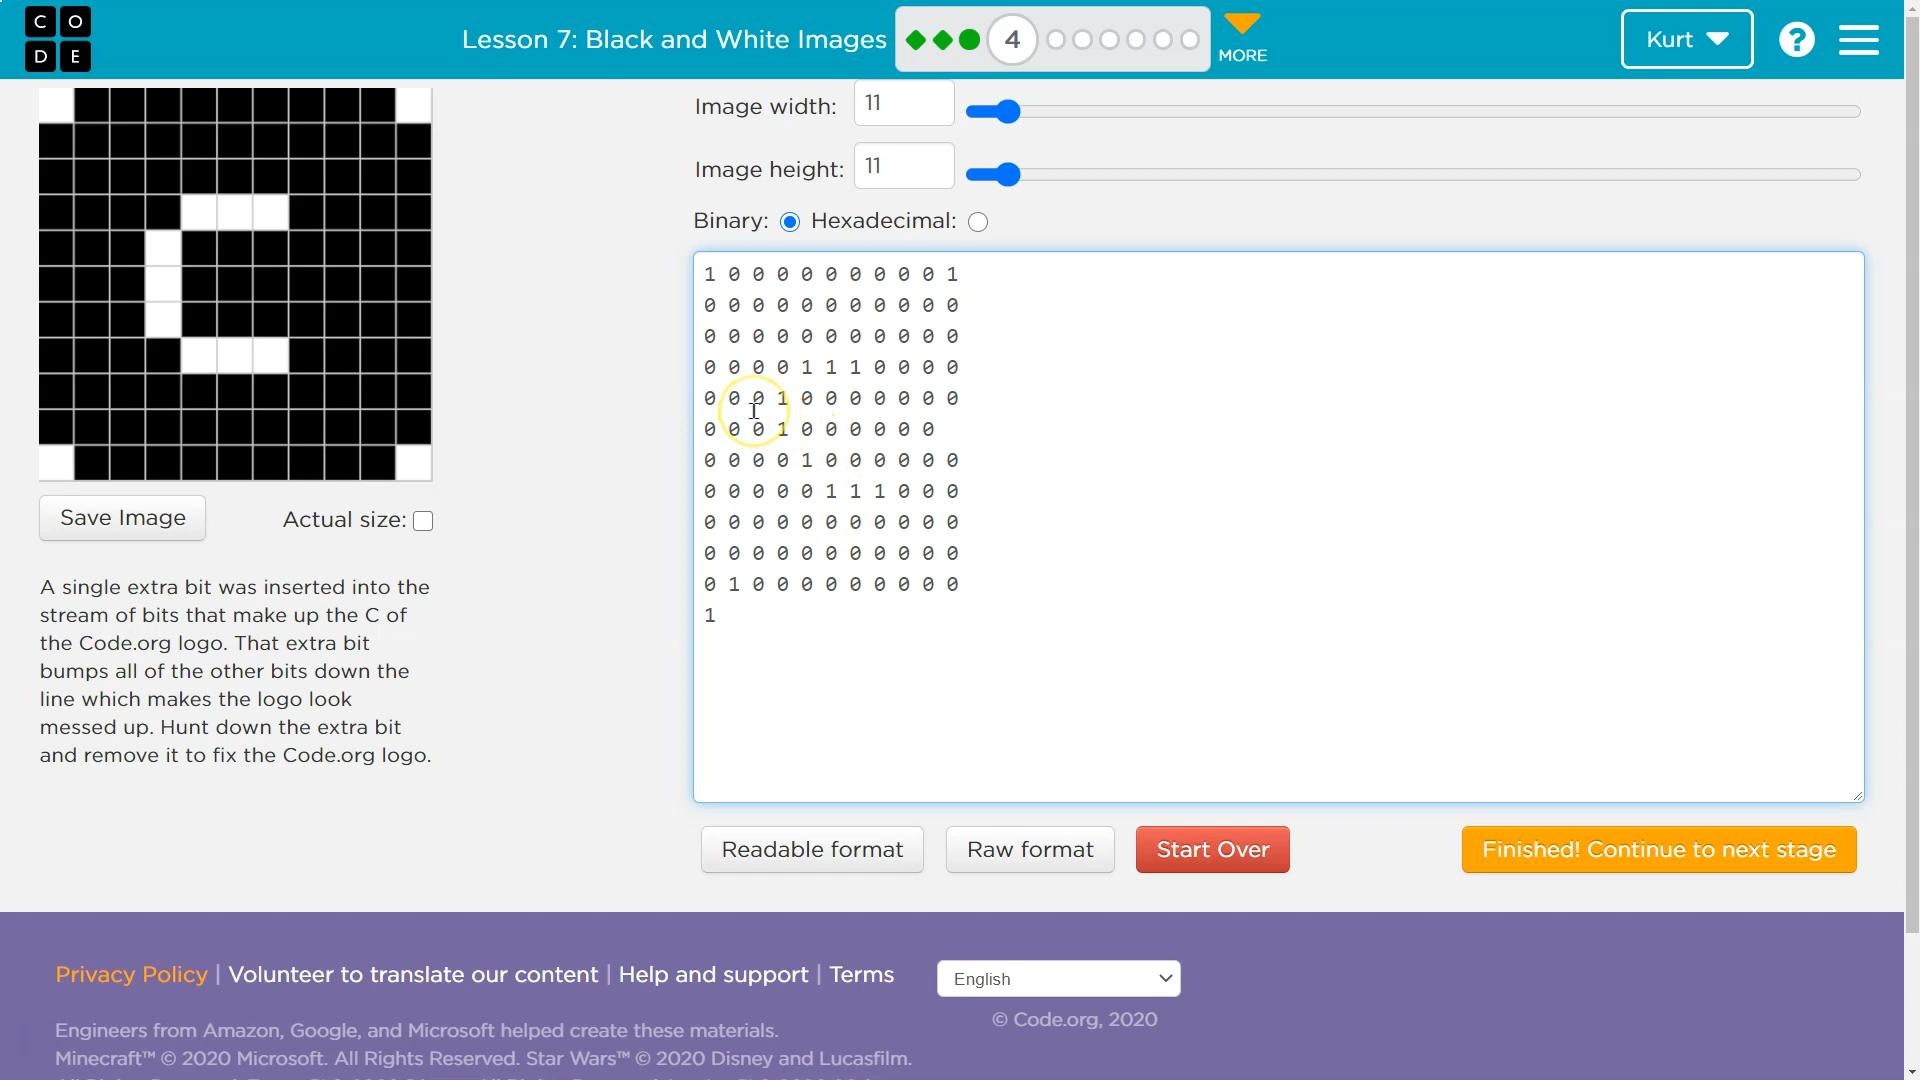 C O
D E
Lesson 7: Black and White Images
4
MORE
Kurt
?
Image width: 11
Image height: 11
Binary: Hexadecimal:
1 0 0 0 0 0 0 0 0 0 1
0 0 0 0 0 0 0 0 0 0 0
0 0 0 0 0 0 0 0 0 0 0
0 0 0 0 1 1 1 0 0 0 0
0 0 0 1 0 0 0 0 0 0 0
0 0 0 1 0 0 0 0 0 0
0 0 0 0 1 0 0 0 0 0 0
0 0 0 0 0 1 1 1 0 0 0
0 0 0 0 0 0 0 0 0 0 0
0 0 0 0 0 0 0 0 0 0 0
0 1 0 0 0 0 0 0 0 0 0
1
Save Image
Actual size:
A single extra bit was inserted into the
stream of bits that make up the C of
the Code.org logo. That extra bit
bumps all of the other bits down the
line which makes the logo look
messed up. Hunt down the extra bit
and remove it to fix the Code.org logo.
Readable format
Raw format
Start Over
Finished! Continue to next stage
Privacy Policy | Volunteer to translate our content | Help and support | Terms
English
© Code.org, 2020
Engineers from Amazon, Google, and Microsoft helped create these materials.
Minecraft™ © 2020 Microsoft. All Rights Reserved. Star Wars™ © 2020 Disney and Lucasfilm.